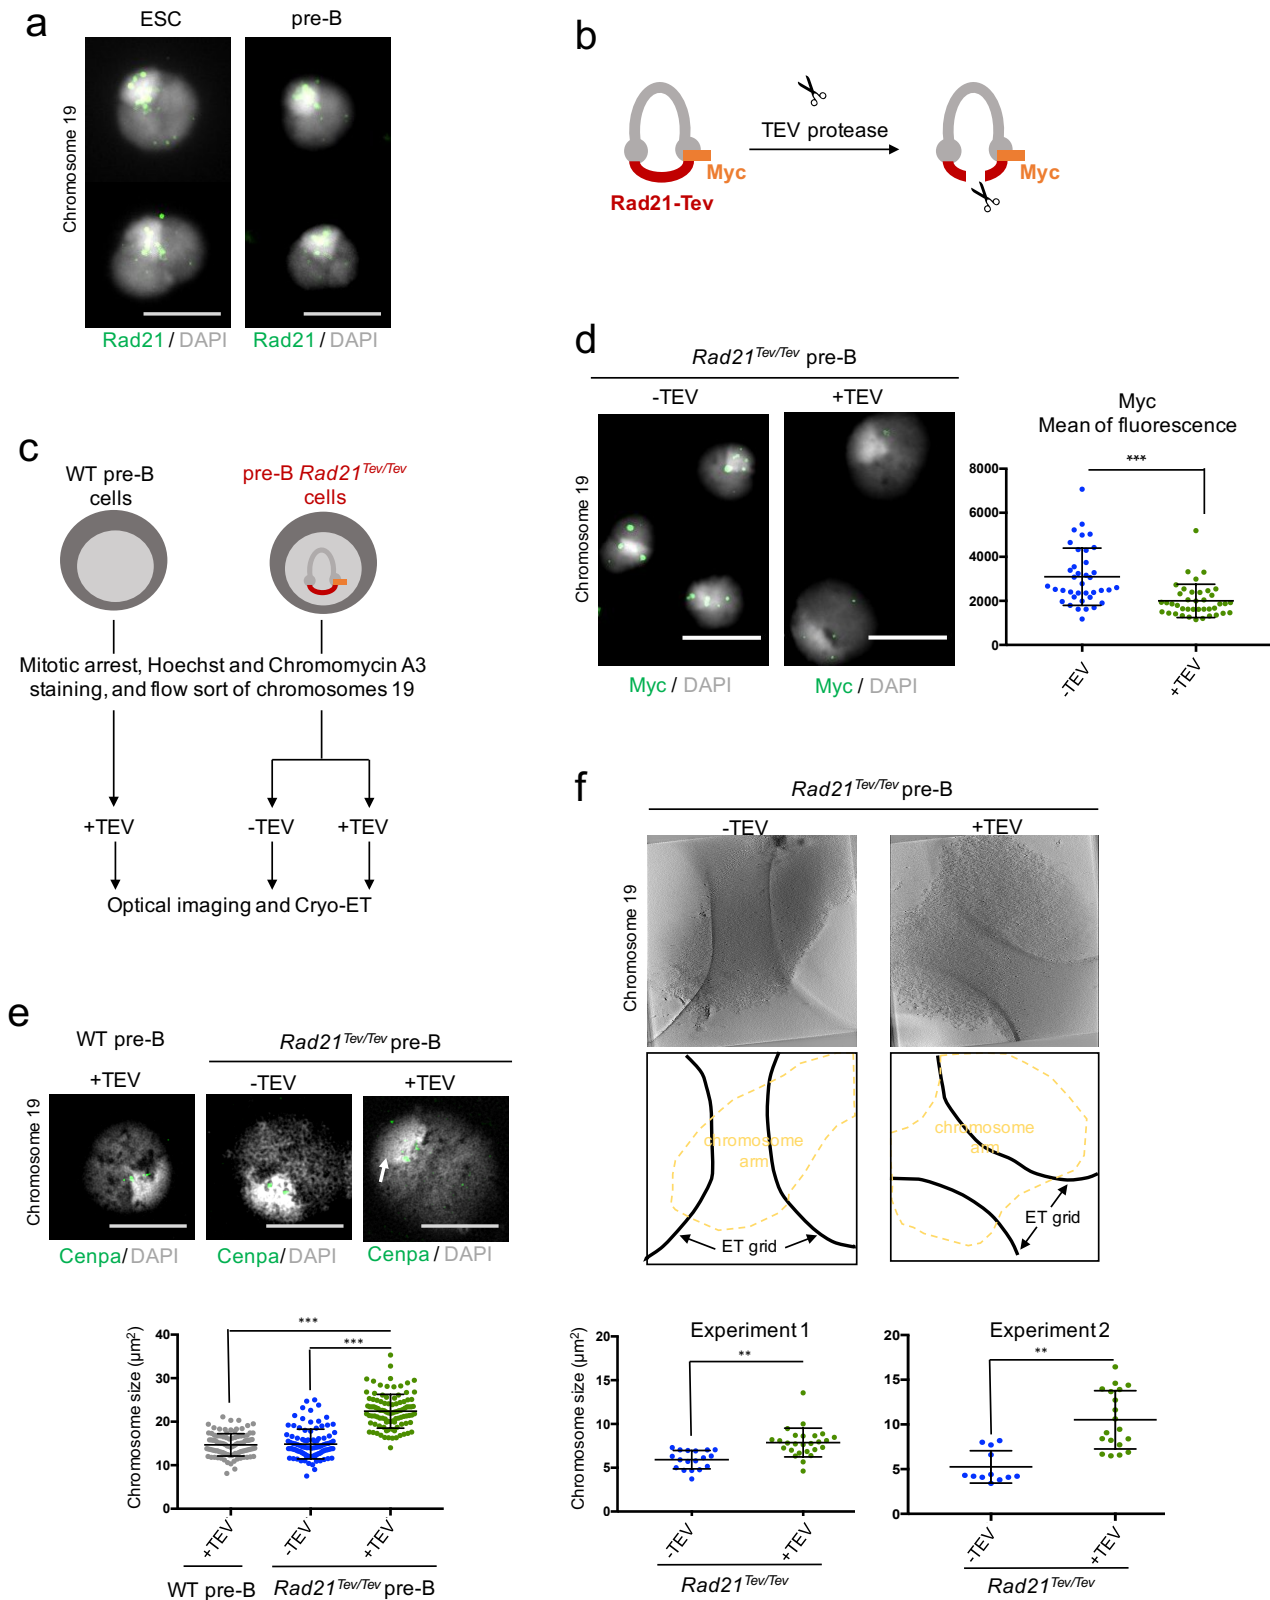 a
ESC
pre-B
Chromosome 19
Rad21 / DAPI
Rad21 / DAPI
b
TEV protease
Myc
Rad21-Tev
Myc
c
WT pre-B
cells
pre-B Rad21Tev/Tev
cells
Mitotic arrest, Hoechst and Chromomycin A3
staining, and flow sort of chromosomes 19
+TEV
-TEV
+TEV
Optical imaging and Cryo-ET
d
Rad21Tev/Tev pre-B
-TEV
+TEV
Chromosome 19
Myc / DAPI
Myc / DAPI
Myc
Mean of fluorescence
***
8000
6000
4000
2000
0
-TEV
+TEV
e
WT pre-B
Rad21Tev/Tev pre-B
+TEV
-TEV
+TEV
Chromosome 19
Cenpa/ DAPI
Cenpa/ DAPI
Cenpa / DAPI
Chromosome size (µm2)
40
30
20
10
0
***
***
+TEV
-TEV
+TEV
WT pre-B
Rad21Tev/Tev pre-B
f
Rad21Tev/Tev pre-B
-TEV
+TEV
Chromosome 19
chromosome
arm
ET grid
chromosome
arm
ET grid
Chromosome size (µm2)
Experiment 1
**
20
15
10
5
0
-TEV
+TEV
Rad21Tev/Tev
Experiment 2
**
20
15
10
5
0
-TEV
+TEV
Rad21Tev/Tev